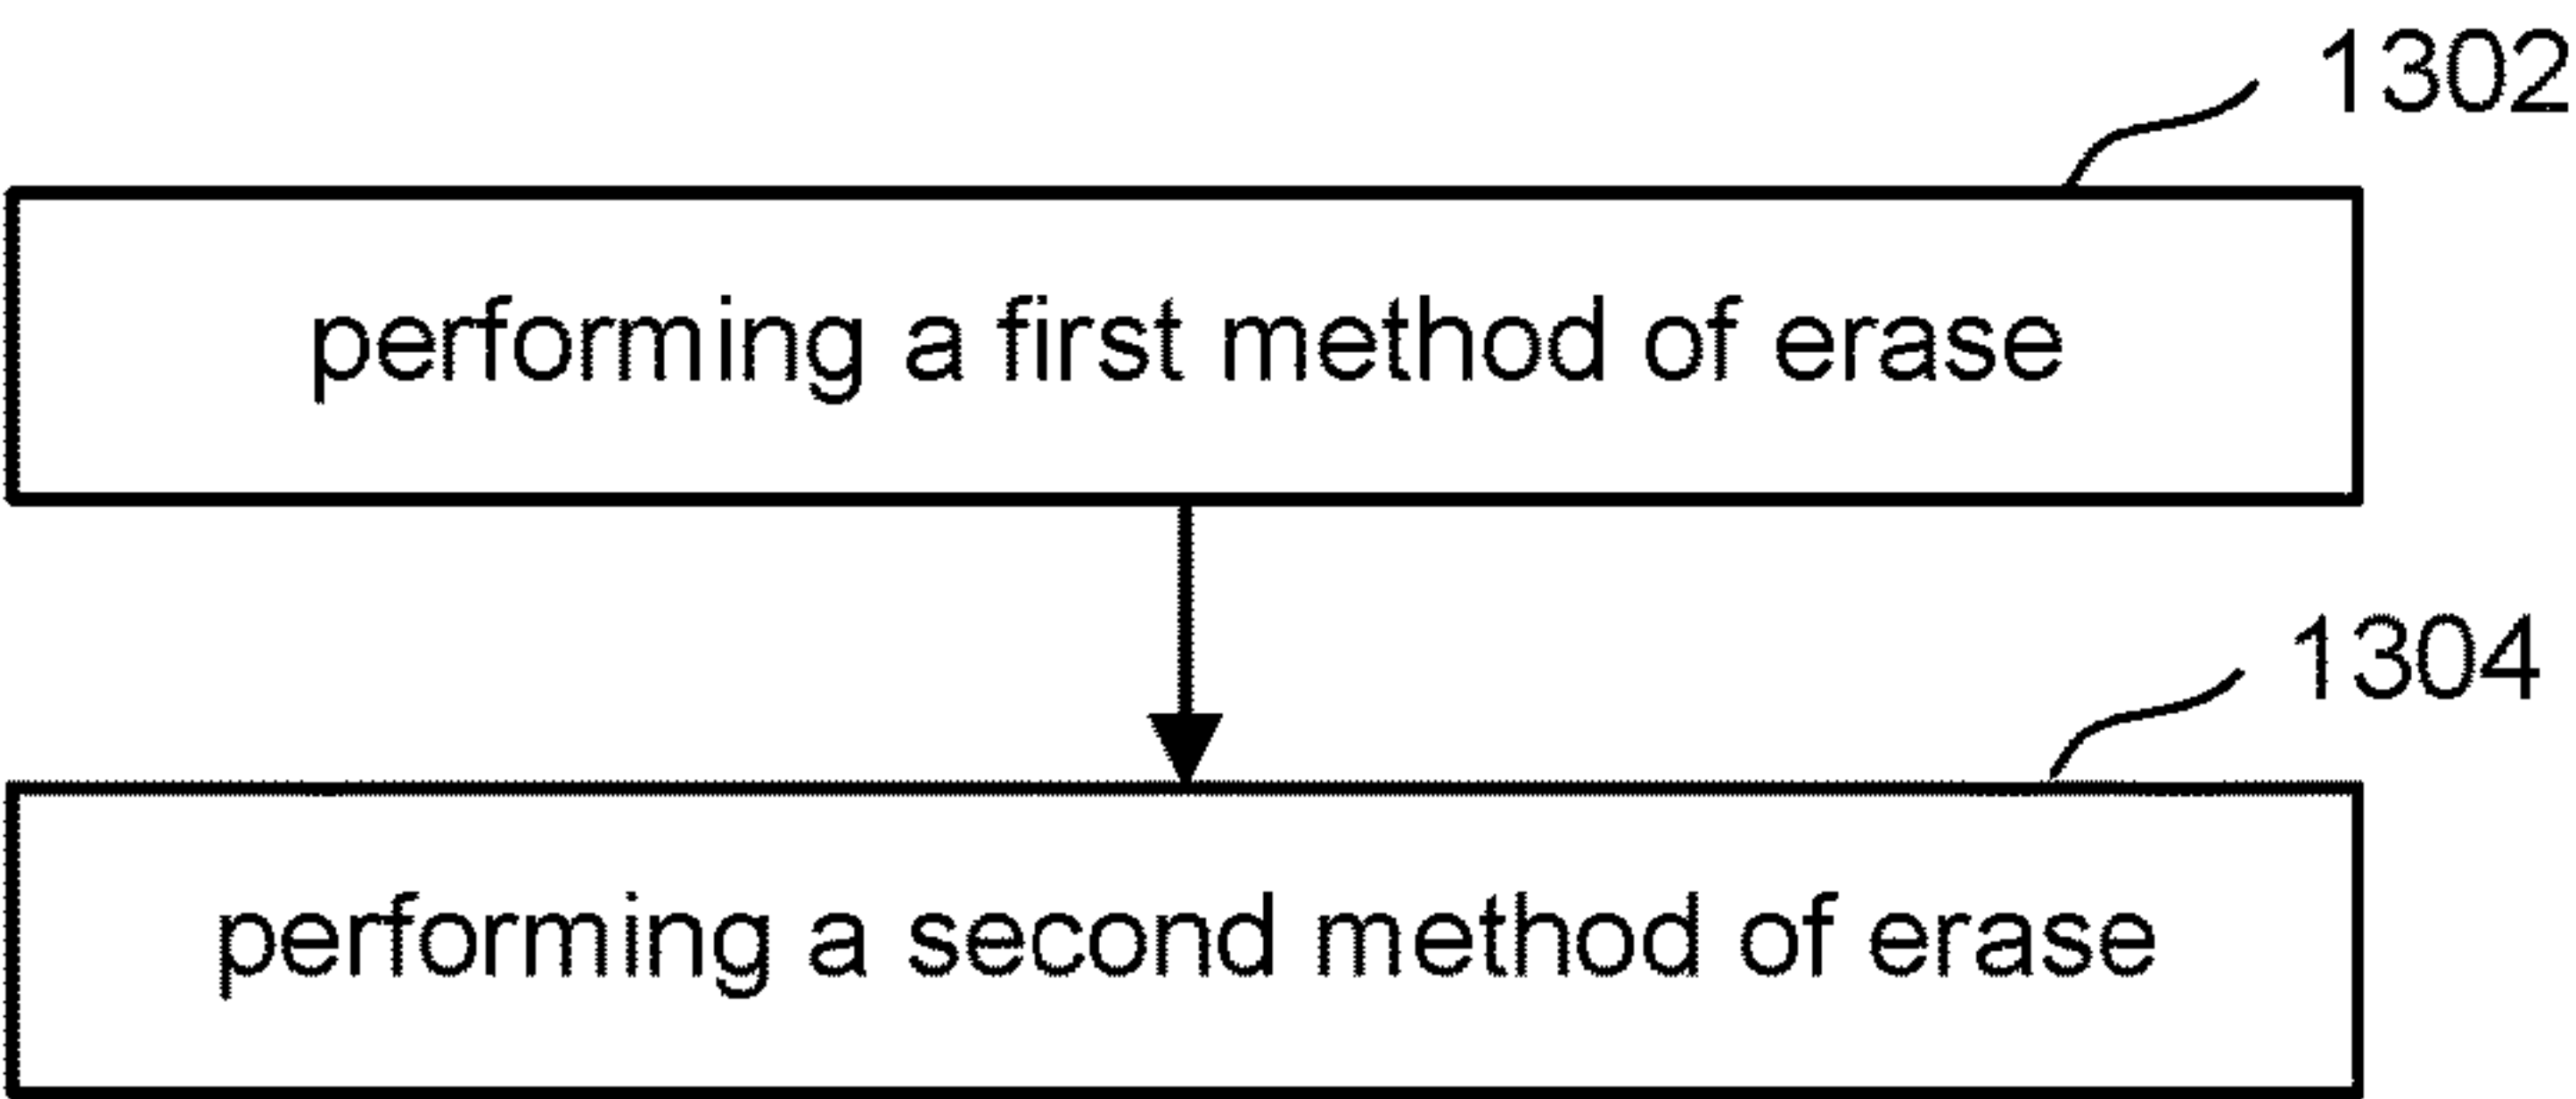 1302
performing a first method of erase
1304
performing a second method of erase